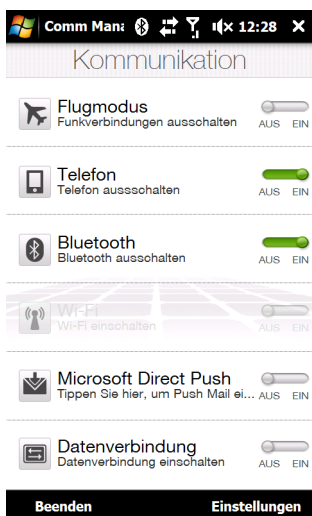 Comm Mana 12:28
Kommunikation
Flugmodus
Funkverbindungen ausschalten
AUS EIN
Telefon
Telefon aussschalten
AUS EIN
Bluetooth
Bluetooth ausschalten
AUS EIN
Wi-Fi
Wi-Fi einschalten
AUS EIN
Microsoft Direct Push
Tippen Sie hier, um Push Mail ei...
AUS EIN
Datenverbindung
Datenverbindung einschalten
AUS EIN
Beenden Einstellungen